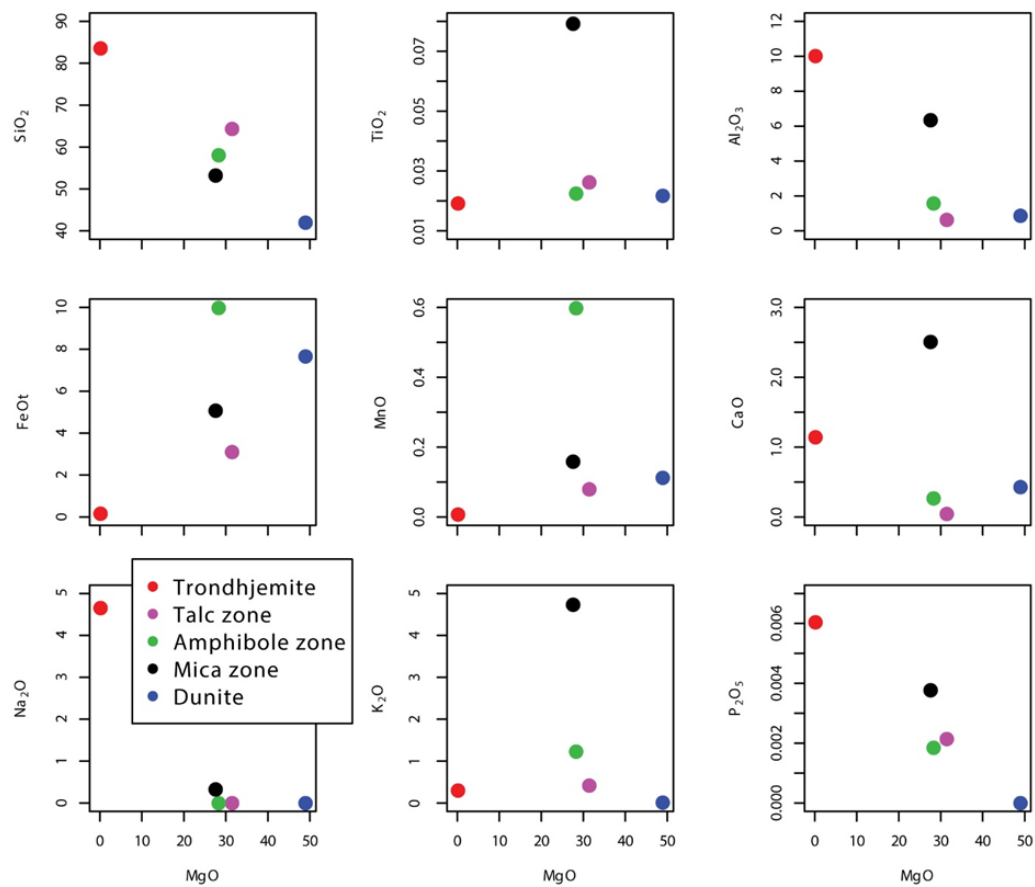 SiO₂
90
80
70
60
50
40
TiO₂
0.07
0.05
0.03
0.01
Al₂O₃
10
8
6
4
2
0
FeOt
10
8
6
4
2
0
MnO
0.6
0.4
0.2
0.0
CaO
3.0
2.0
1.0
0.0
Na₂O
5
4
3
2
1
0
Trondhjemite
Talc zone
Amphibole zone
Mica zone
Dunite
K₂O
5
4
3
2
1
0
P₂O₅
0.006
0.004
0.002
0.000
0 10 20 30 40 50
MgO
0 10 20 30 40 50
MgO
0 10 20 30 40 50
MgO